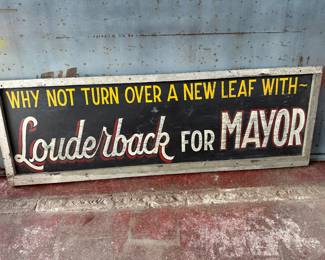 WHY NOT TURN OVER A NEW LEAF WITH~
Louderback FOR MAYOR